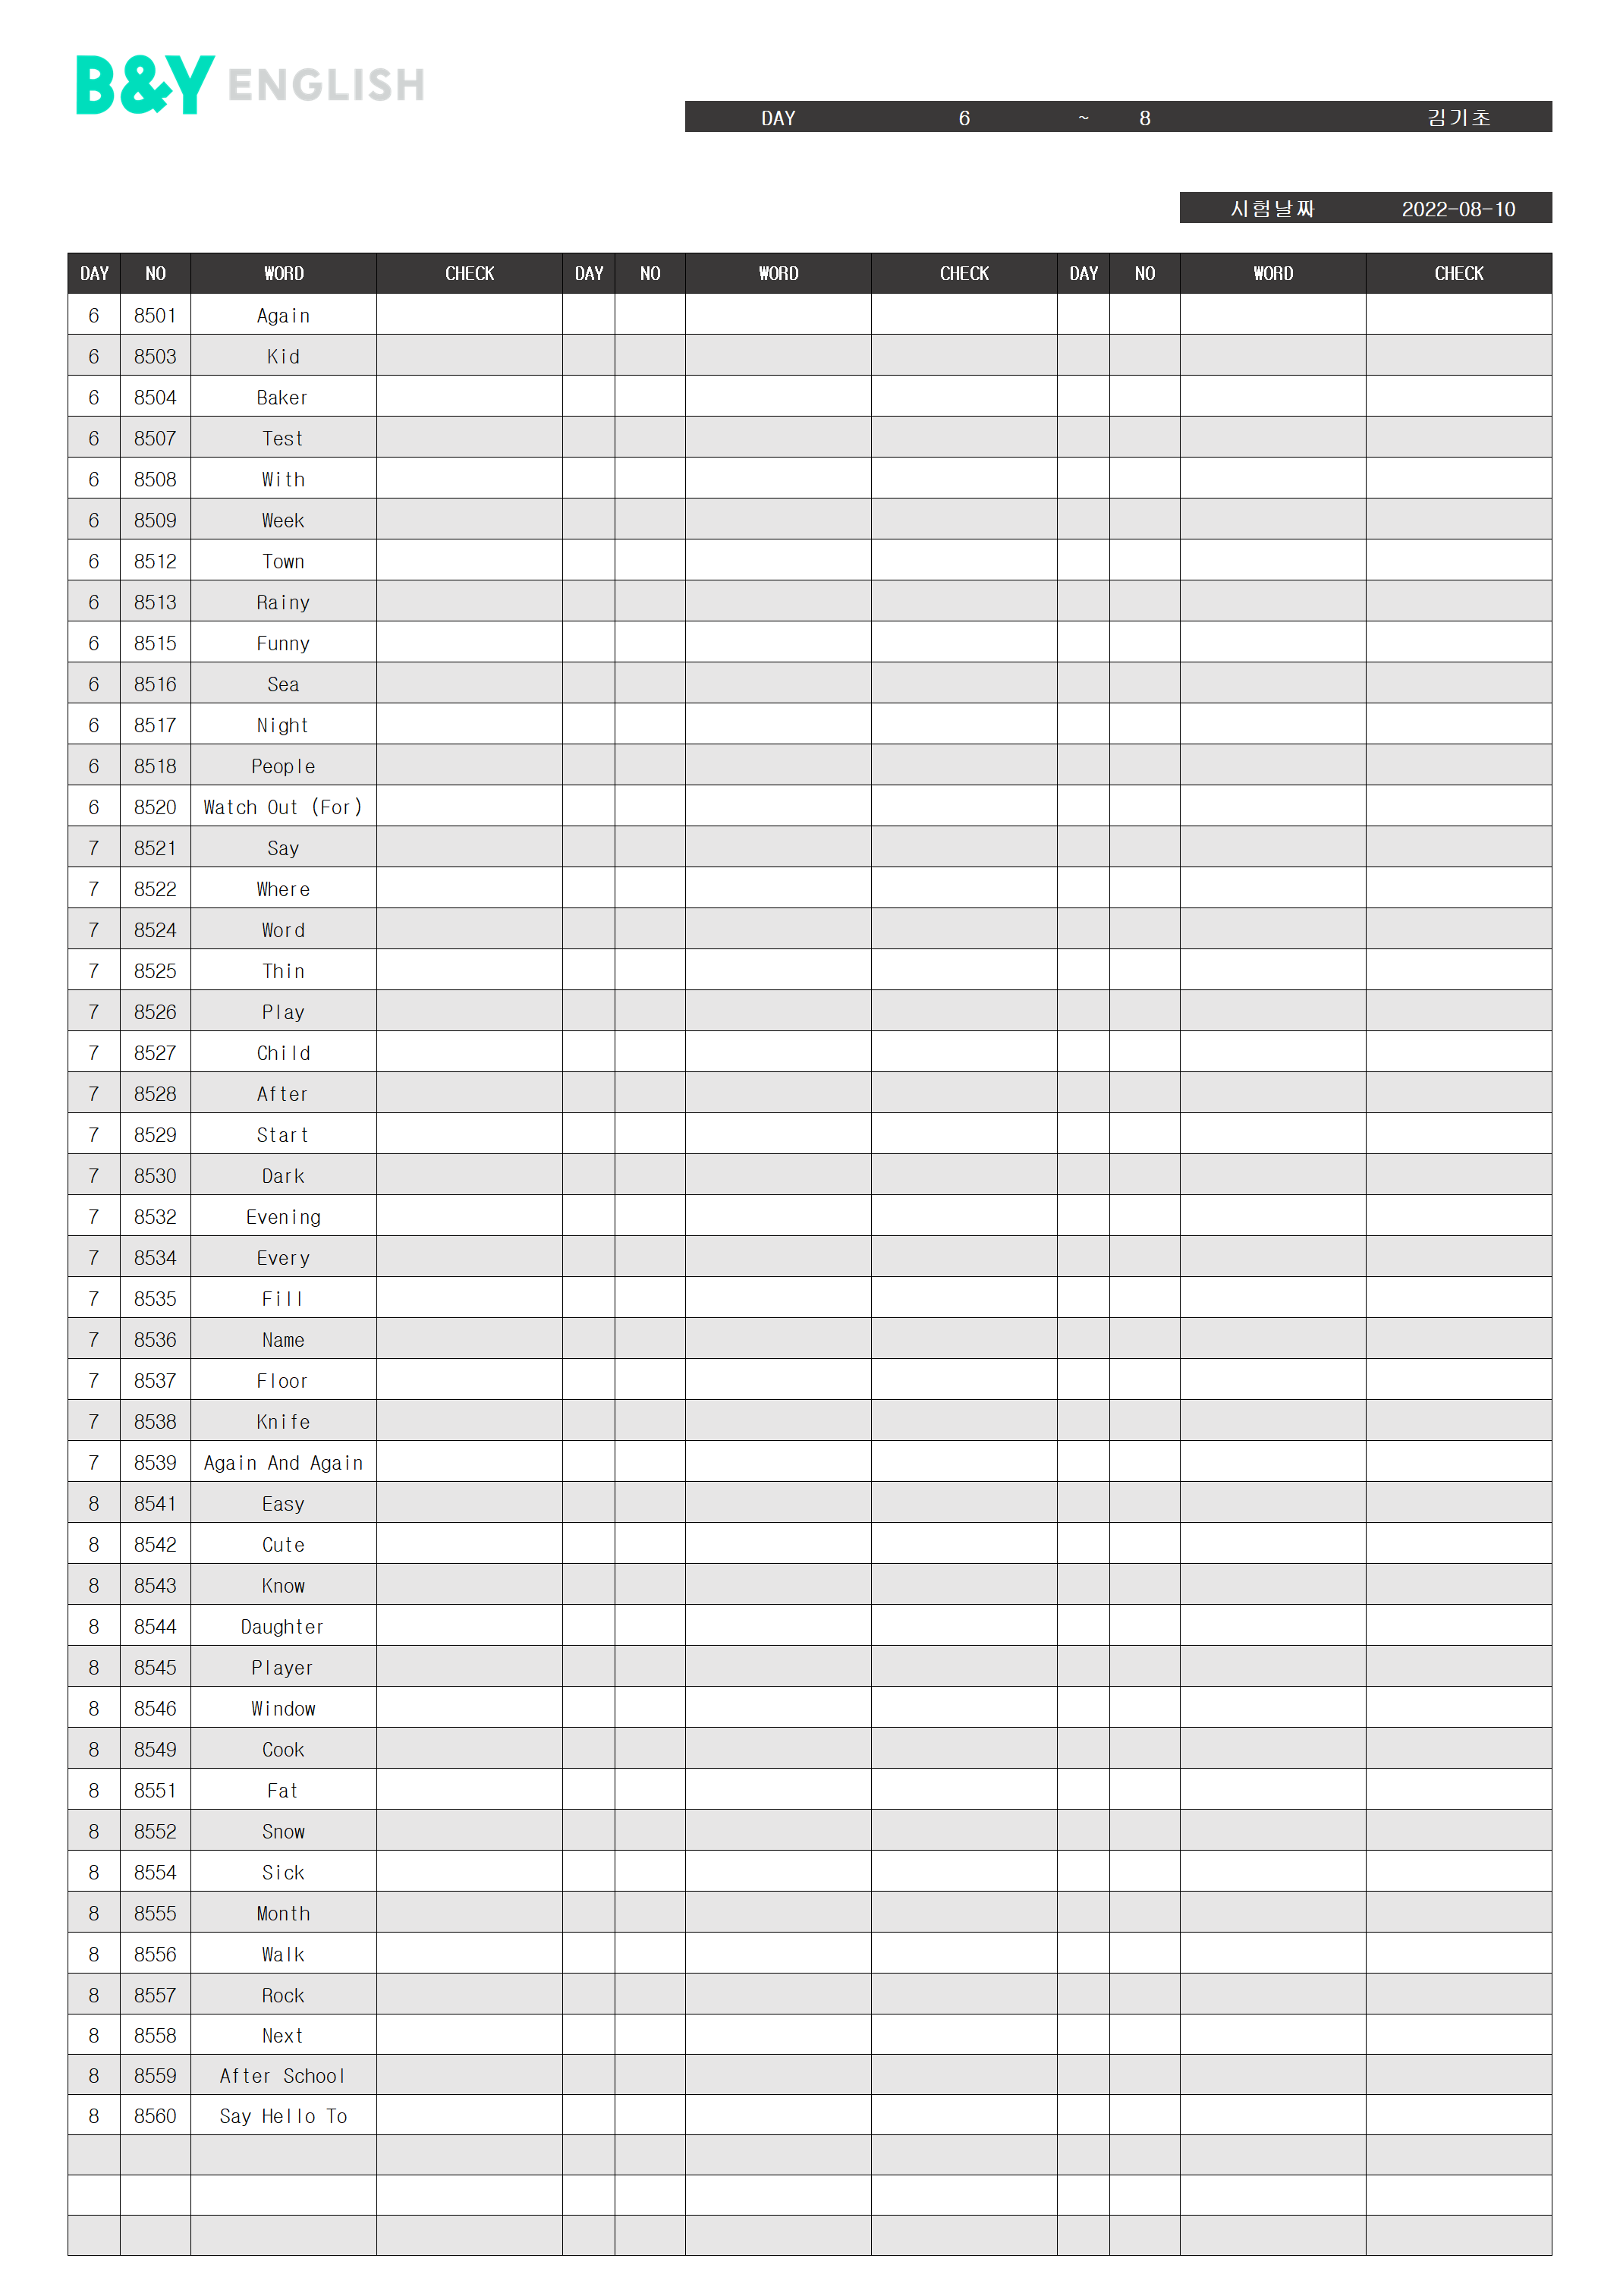 B&Y ENGLISH
DAY 6 ~ 8 김기초
시험날짜 2022-08-10
DAY NO WORD CHECK DAY NO WORD CHECK DAY NO WORD CHECK
6 8501 Again
6 8503 Kid
6 8504 Baker
6 8507 Test
6 8508 With
6 8509 Week
6 8512 Town
6 8513 Rainy
6 8515 Funny
6 8516 Sea
6 8517 Night
6 8518 People
6 8520 Watch Out (For)
7 8521 Say
7 8522 Where
7 8524 Word
7 8525 Thin
7 8526 Play
7 8527 Child
7 8528 After
7 8529 Start
7 8530 Dark
7 8532 Evening
7 8534 Every
7 8535 Fill
7 8536 Name
7 8537 Floor
7 8538 Knife
7 8539 Again And Again
8 8541 Easy
8 8542 Cute
8 8543 Know
8 8544 Daughter
8 8545 Player
8 8546 Window
8 8549 Cook
8 8551 Fat
8 8552 Snow
8 8554 Sick
8 8555 Month
8 8556 Walk
8 8557 Rock
8 8558 Next
8 8559 After School
8 8560 Say Hello To